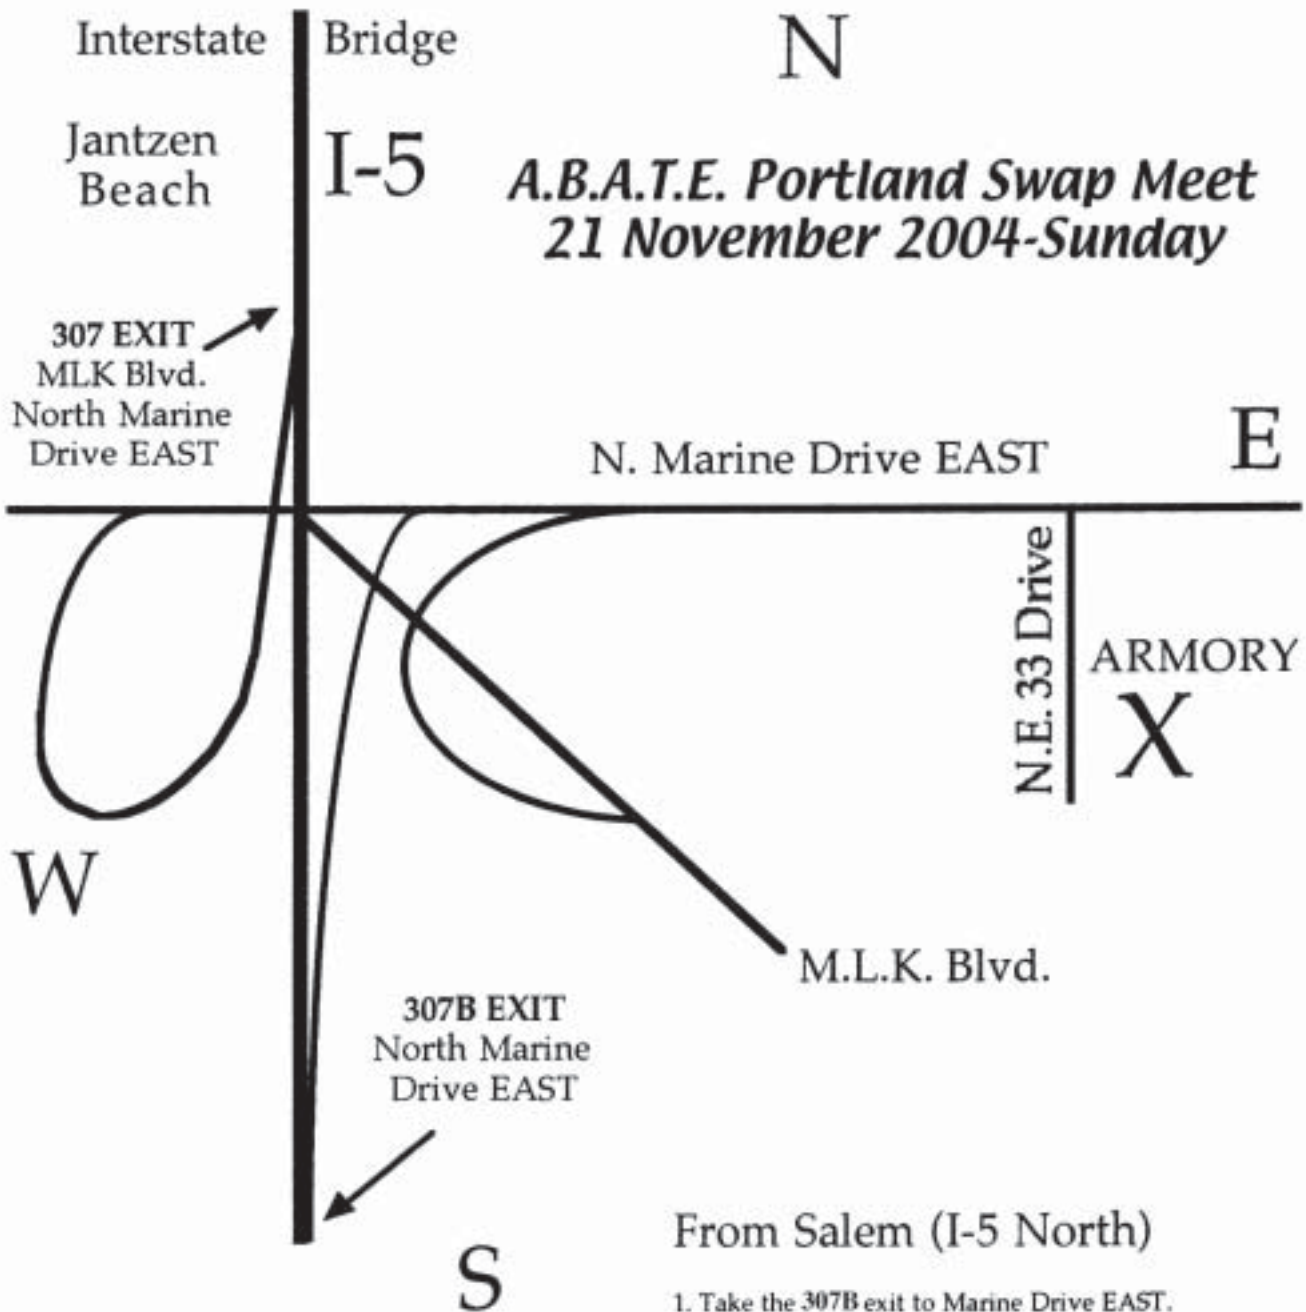 Interstate Bridge
N
Jantzen
Beach
I-5
A.B.A.T.E. Portland Swap Meet
21 November 2004-Sunday
307 EXIT
MLK Blvd.
North Marine
Drive EAST
N. Marine Drive EAST
E
N.E. 33 Drive
ARMORY
X
W
M.L.K. Blvd.
307B EXIT
North Marine
Drive EAST
S
From Salem (I-5 North)
1. Take the 307B exit to Marine Drive EAST.